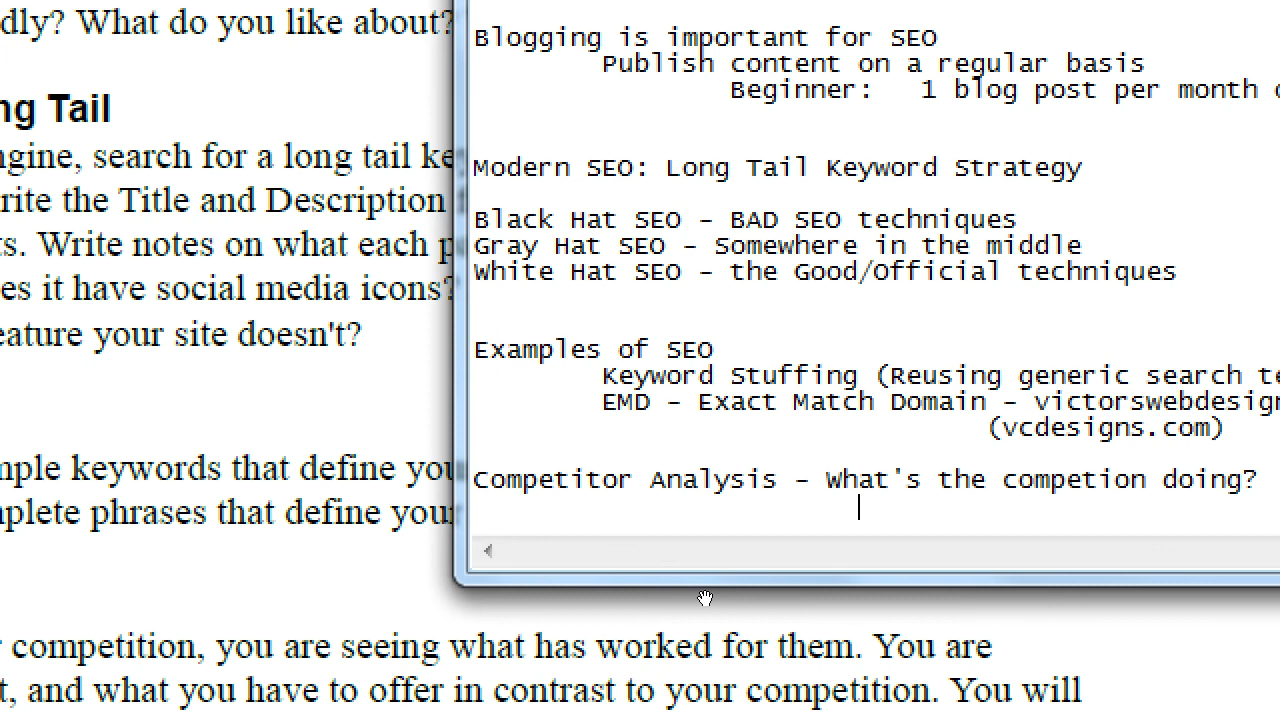 dly? What do you like about?
ng Tail
ngine, search for a long tail ke
rite the Title and Description
ts. Write notes on what each p
es it have social media icons?
eature your site doesn't?
mple keywords that define you
nplete phrases that define your
r competition, you are seeing what has worked for them. You are
t, and what you have to offer in contrast to your competition. You will
Blogging is important for SEO
Publish content on a regular basis
Beginner: 1 blog post per month
Modern SEO: Long Tail Keyword Strategy
Black Hat SEO - BAD SEO techniques
Gray Hat SEO - Somewhere in the middle
White Hat SEO - the Good/Official techniques
Examples of SEO
Keyword Stuffing (Reusing generic search te
EMD - Exact Match Domain - victorswebdesign
(vcdesigns.com)
Competitor Analysis - What's the competion doing?